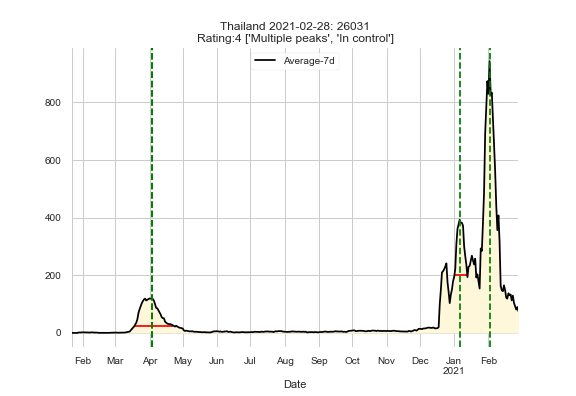 Thailand 2021-02-28: 26031
Rating:4 ['Multiple peaks', 'In control']
Average-7d
800
600
400
200
0
Feb Mar Apr May Jun Jul Aug Sep Oct Nov Dec Jan Feb
2021
Date